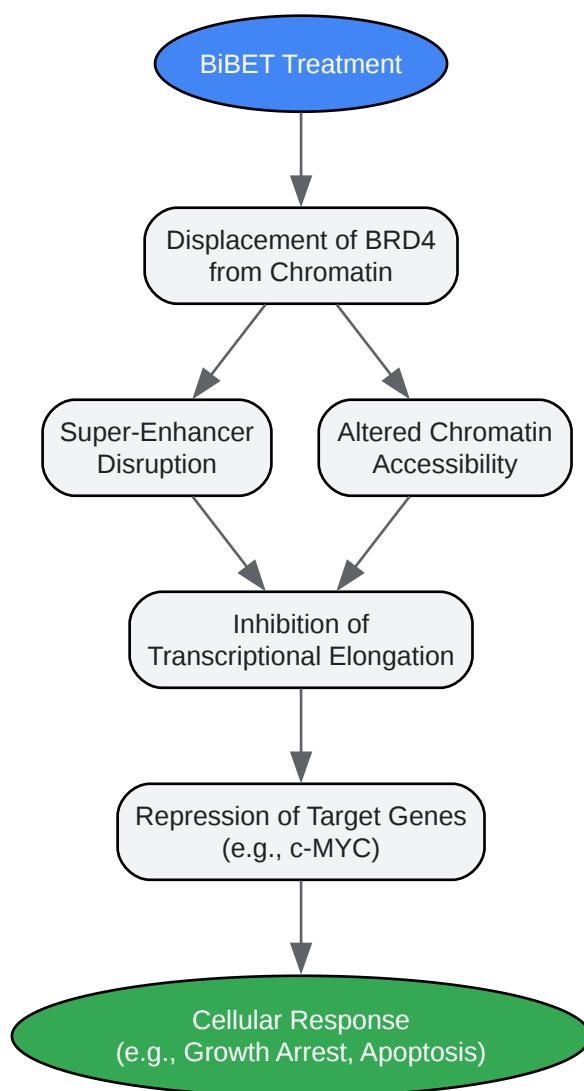 BiBET Treatment
Displacement of BRD4
from Chromatin
Super-Enhancer
Disruption
Altered Chromatin
Accessibility
Inhibition of
Transcriptional Elongation
Repression of Target Genes
(e.g., c-MYC)
Cellular Response
(e.g., Growth Arrest, Apoptosis)